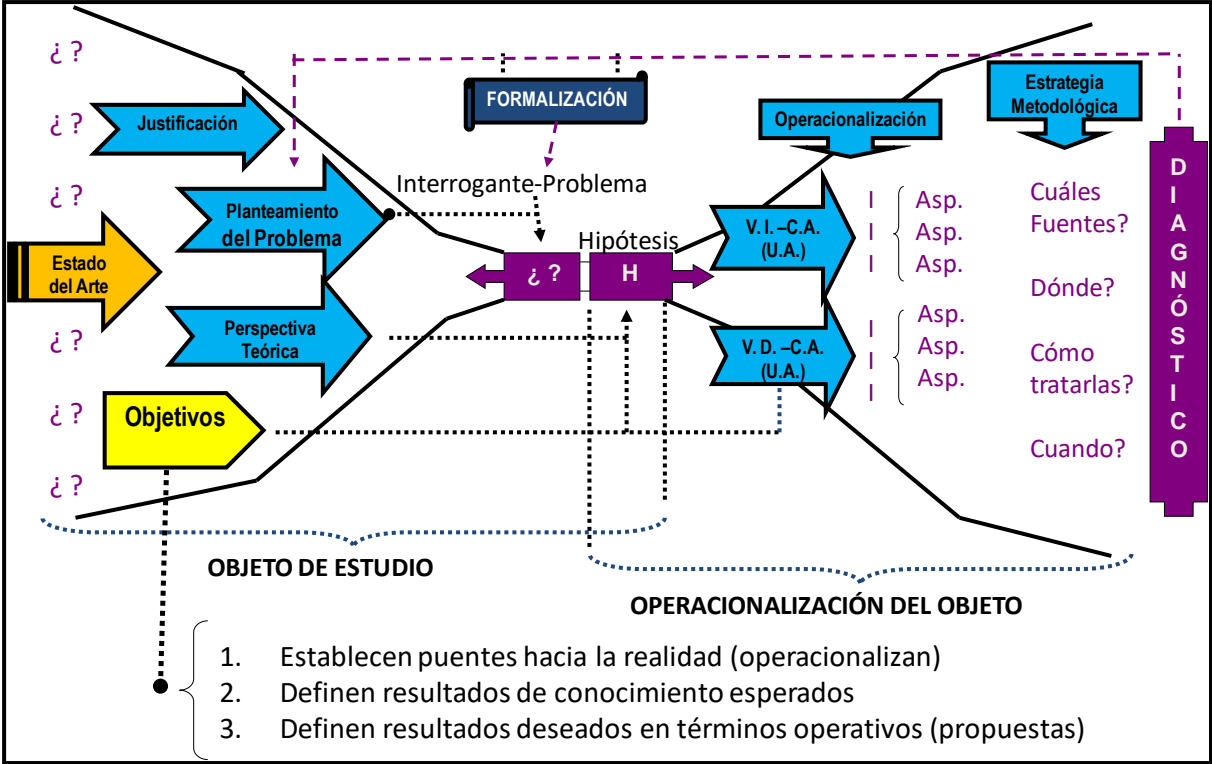 ¿ ?
¿ ?
¿ ?
¿ ?
¿ ?
¿ ?
Justificación
Planteamiento
del Problema
Estado
del Arte
Perspectiva
Teórica
Objetivos
FORMALIZACIÓN
Interrogante-Problema
Hipótesis
¿ ?
H
Operacionalización
Estrategia
Metodológica
V. I. –C.A.
(U.A.)
I
I
I
Asp.
Asp.
Asp.
V. D. –C.A.
(U.A.)
I
I
I
Asp.
Asp.
Asp.
Cuáles
Fuentes?
Dónde?
Cómo
tratarlas?
Cuando?
D
I
A
G
N
Ó
S
T
I
C
O
OBJETO DE ESTUDIO
OPERACIONALIZACIÓN DEL OBJETO
1. Establecen puentes hacia la realidad (operacionalizan)
2. Definen resultados de conocimiento esperados
3. Definen resultados deseados en términos operativos (propuestas)